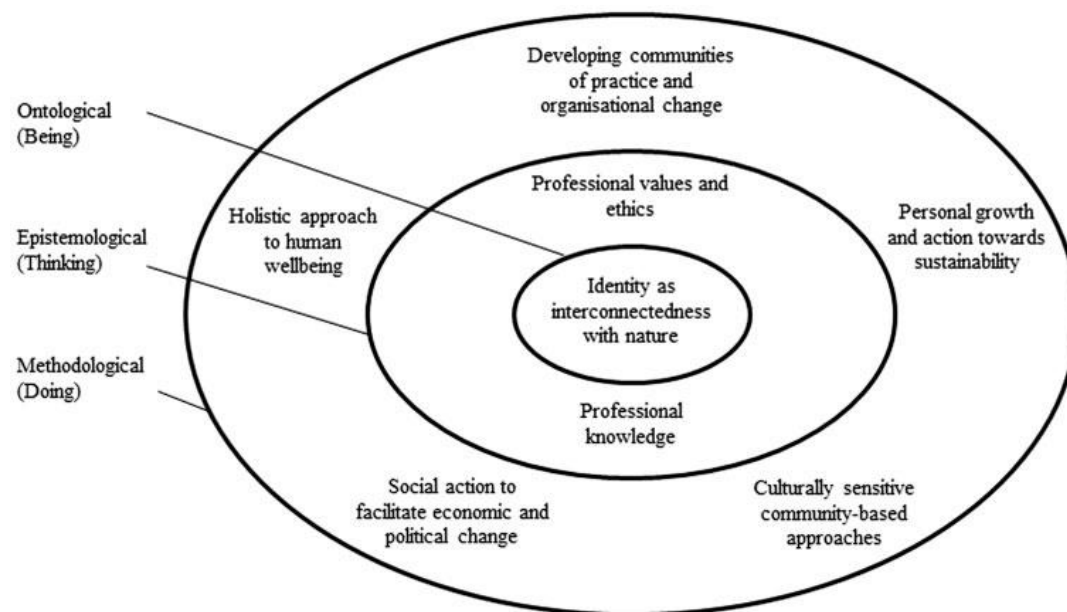 Developing communities
of practice and
organisational change
Ontological
(Being)
Professional values and
ethics
Holistic approach
to human
wellbeing
Personal growth
and action towards
sustainability
Epistemological
(Thinking)
Identity as
interconnectedness
with nature
Methodological
(Doing)
Professional
knowledge
Social action to
facilitate economic and
political change
Culturally sensitive
community-based
approaches